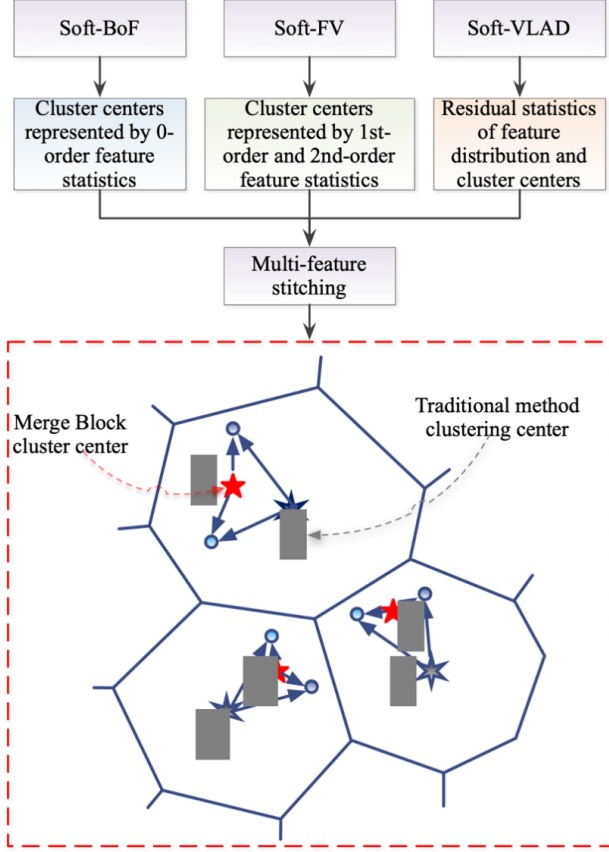 Soft-BoF
Soft-FV
Soft-VLAD
Cluster centers
represented by 0-
order feature
statistics
Cluster centers
represented by 1st-
order and 2nd-order
feature statistics
Residual statistics
of feature
distribution and
cluster centers
Multi-feature
stitching
Merge Block
cluster center
Traditional method
clustering center